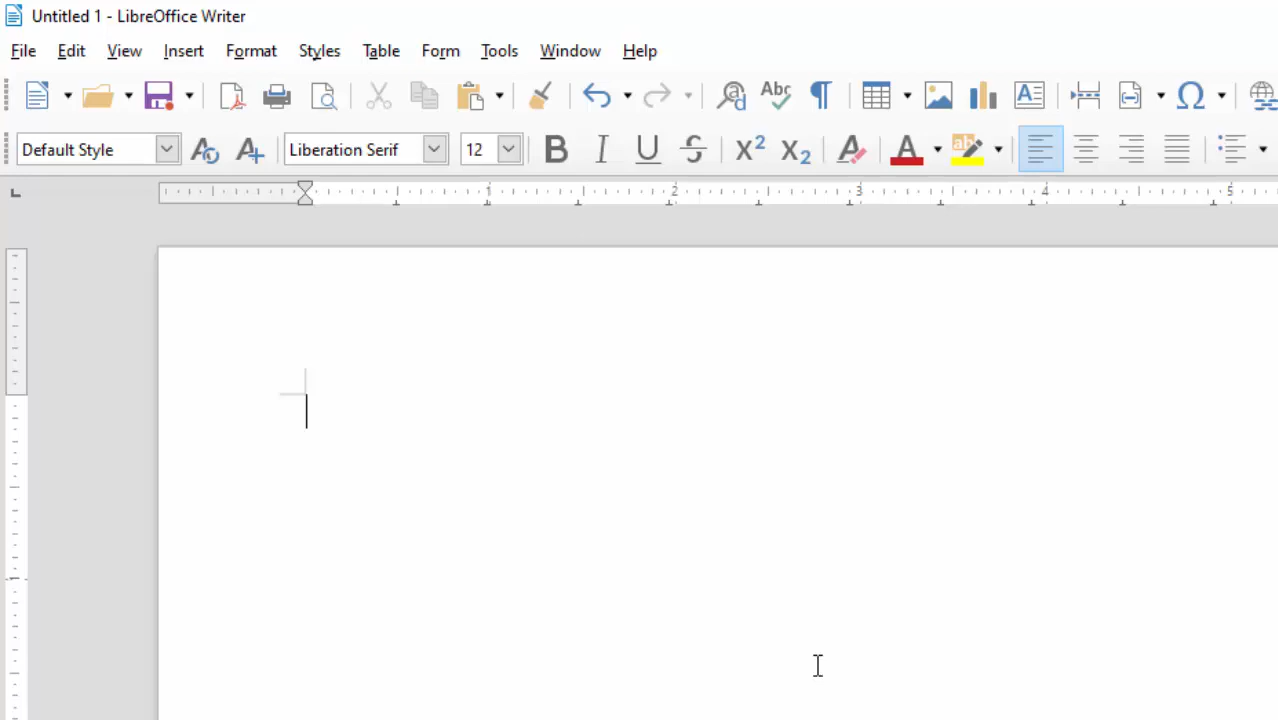 Untitled 1 - LibreOffice Writer
File Edit View Insert Format Styles Table Form Tools Window Help
Abc
Default Style Liberation Serif 12 B I U S X² X₂ A A ab
1 2 3 4 5